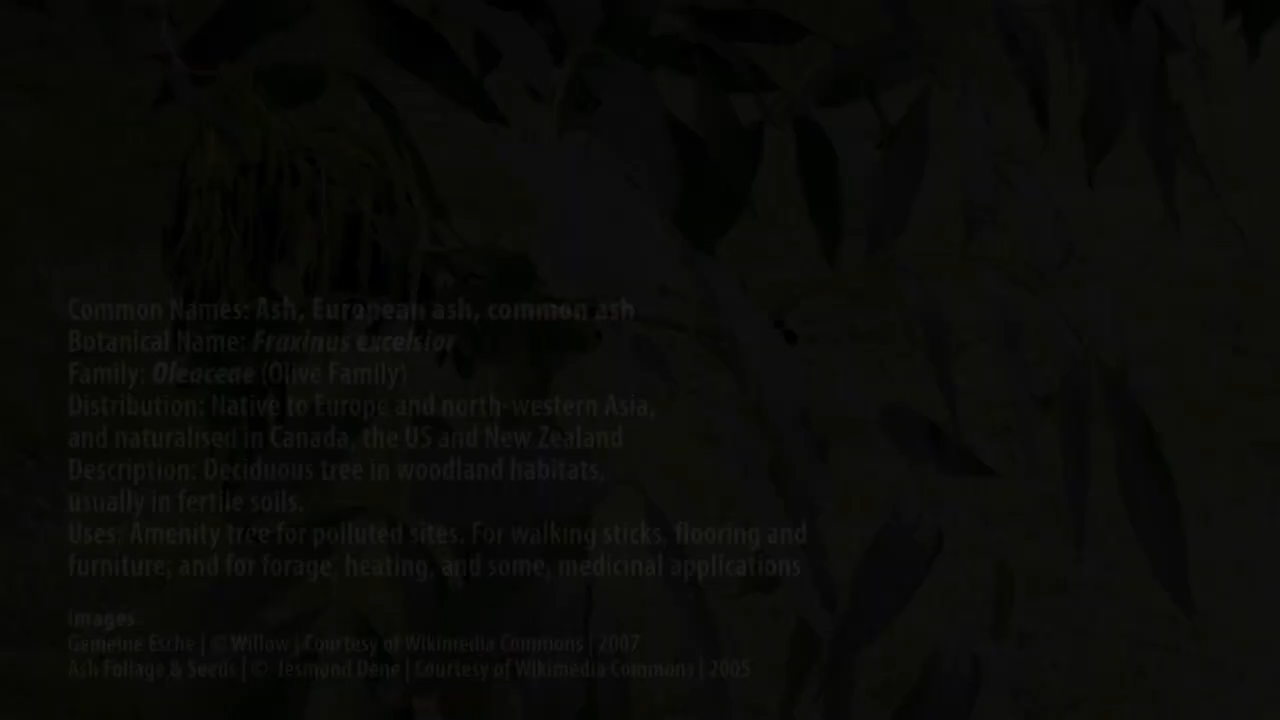 Common Names: Ash, European ash, common ash
Botanical Name: Fraxinus excelsior
Family: Oleaceae (Olive Family)
Distribution: Native to Europe and north-western Asia,
and naturalised in Canada, the US and New Zealand
Description: Deciduous tree in woodland habitats,
usually in fertile soils.
Uses: Amenity tree for polluted sites. For walking sticks, flooring and
furniture, and for forage, heating, and some, medicinal applications
Images
Gemeine Esche | © Willow | Courtesy of Wikimedia Commons | 2007
Ash Foliage & Seeds | © Jesmond Dene | Courtesy of Wikimedia Commons | 2005